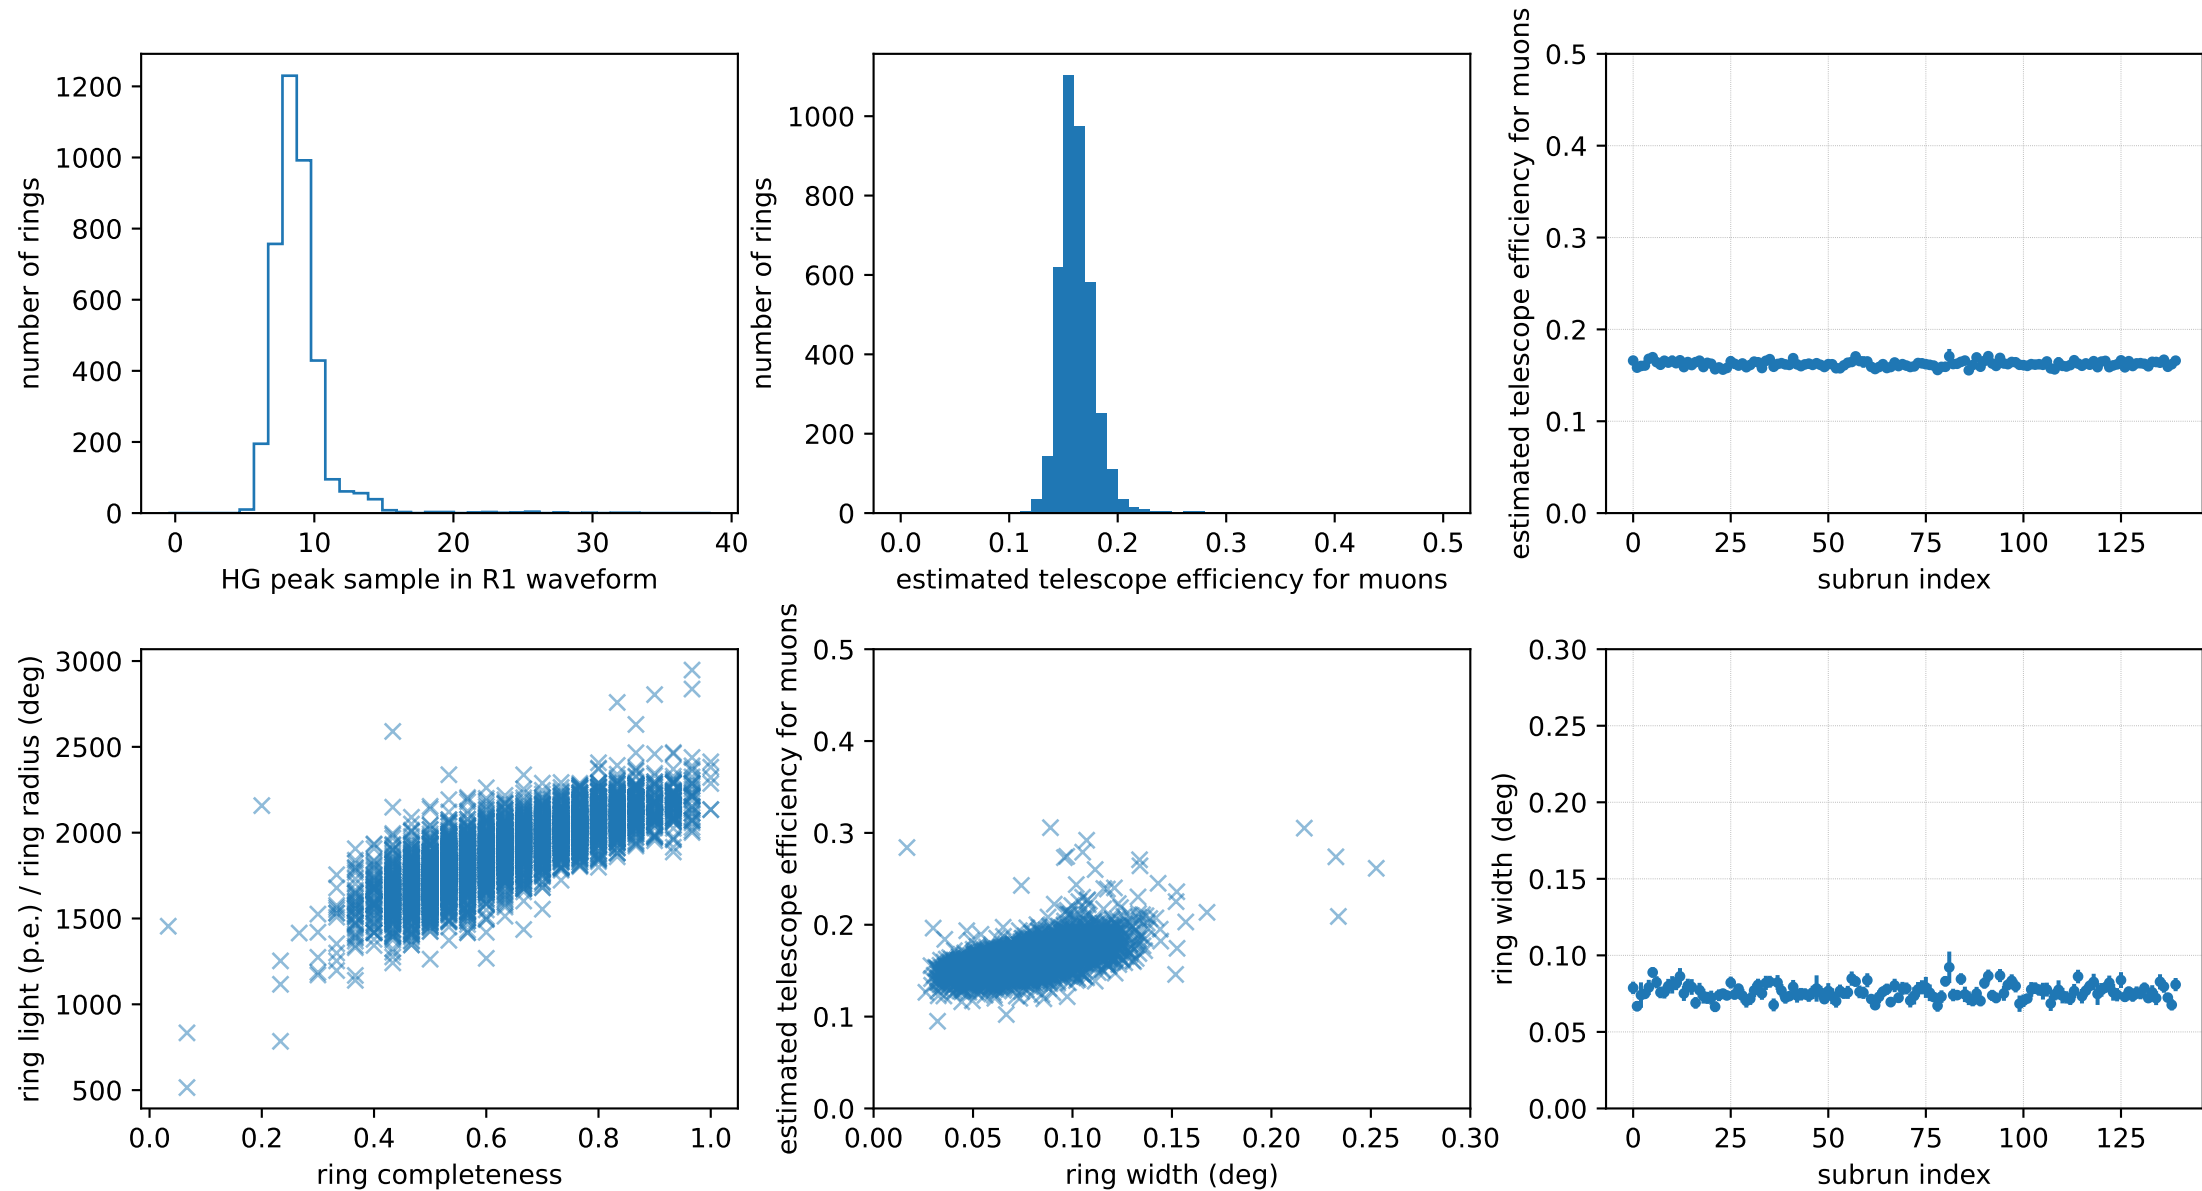 number of rings
1200
1000
800
600
400
200
0
0 10 20 30 40
HG peak sample in R1 waveform
number of rings
1000
800
600
400
200
0
0.0 0.1 0.2 0.3 0.4 0.5
estimated telescope efficiency for muons
estimated telescope efficiency for muons
0.5
0.4
0.3
0.2
0.1
0.0
0 25 50 75 100 125
subrun index
ring light (p.e.) / ring radius (deg)
3000
2500
2000
1500
1000
500
0.0 0.2 0.4 0.6 0.8 1.0
ring completeness
estimated telescope efficiency for muons
0.5
0.4
0.3
0.2
0.1
0.0
0.00 0.05 0.10 0.15 0.20 0.25 0.30
ring width (deg)
ring width (deg)
0.30
0.25
0.20
0.15
0.10
0.05
0.00
0 25 50 75 100 125
subrun index